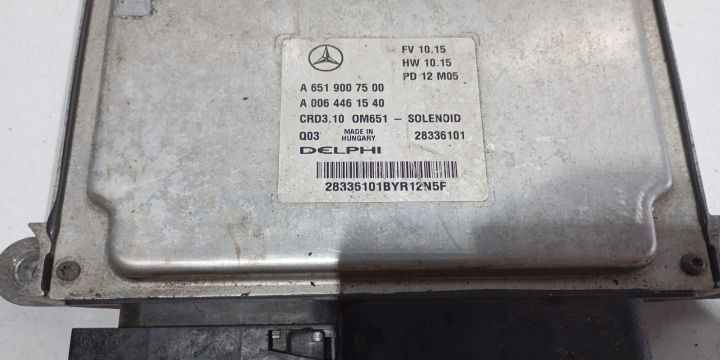 FV 10.15
HW 10.15
PD 12 M05
A 651 900 75 00
A 006 446 15 40
CRD3.10 OM651 - SOLENOID
Q03 MADE IN HUNGARY 28336101
DELPHI
28336101BYR12N5F